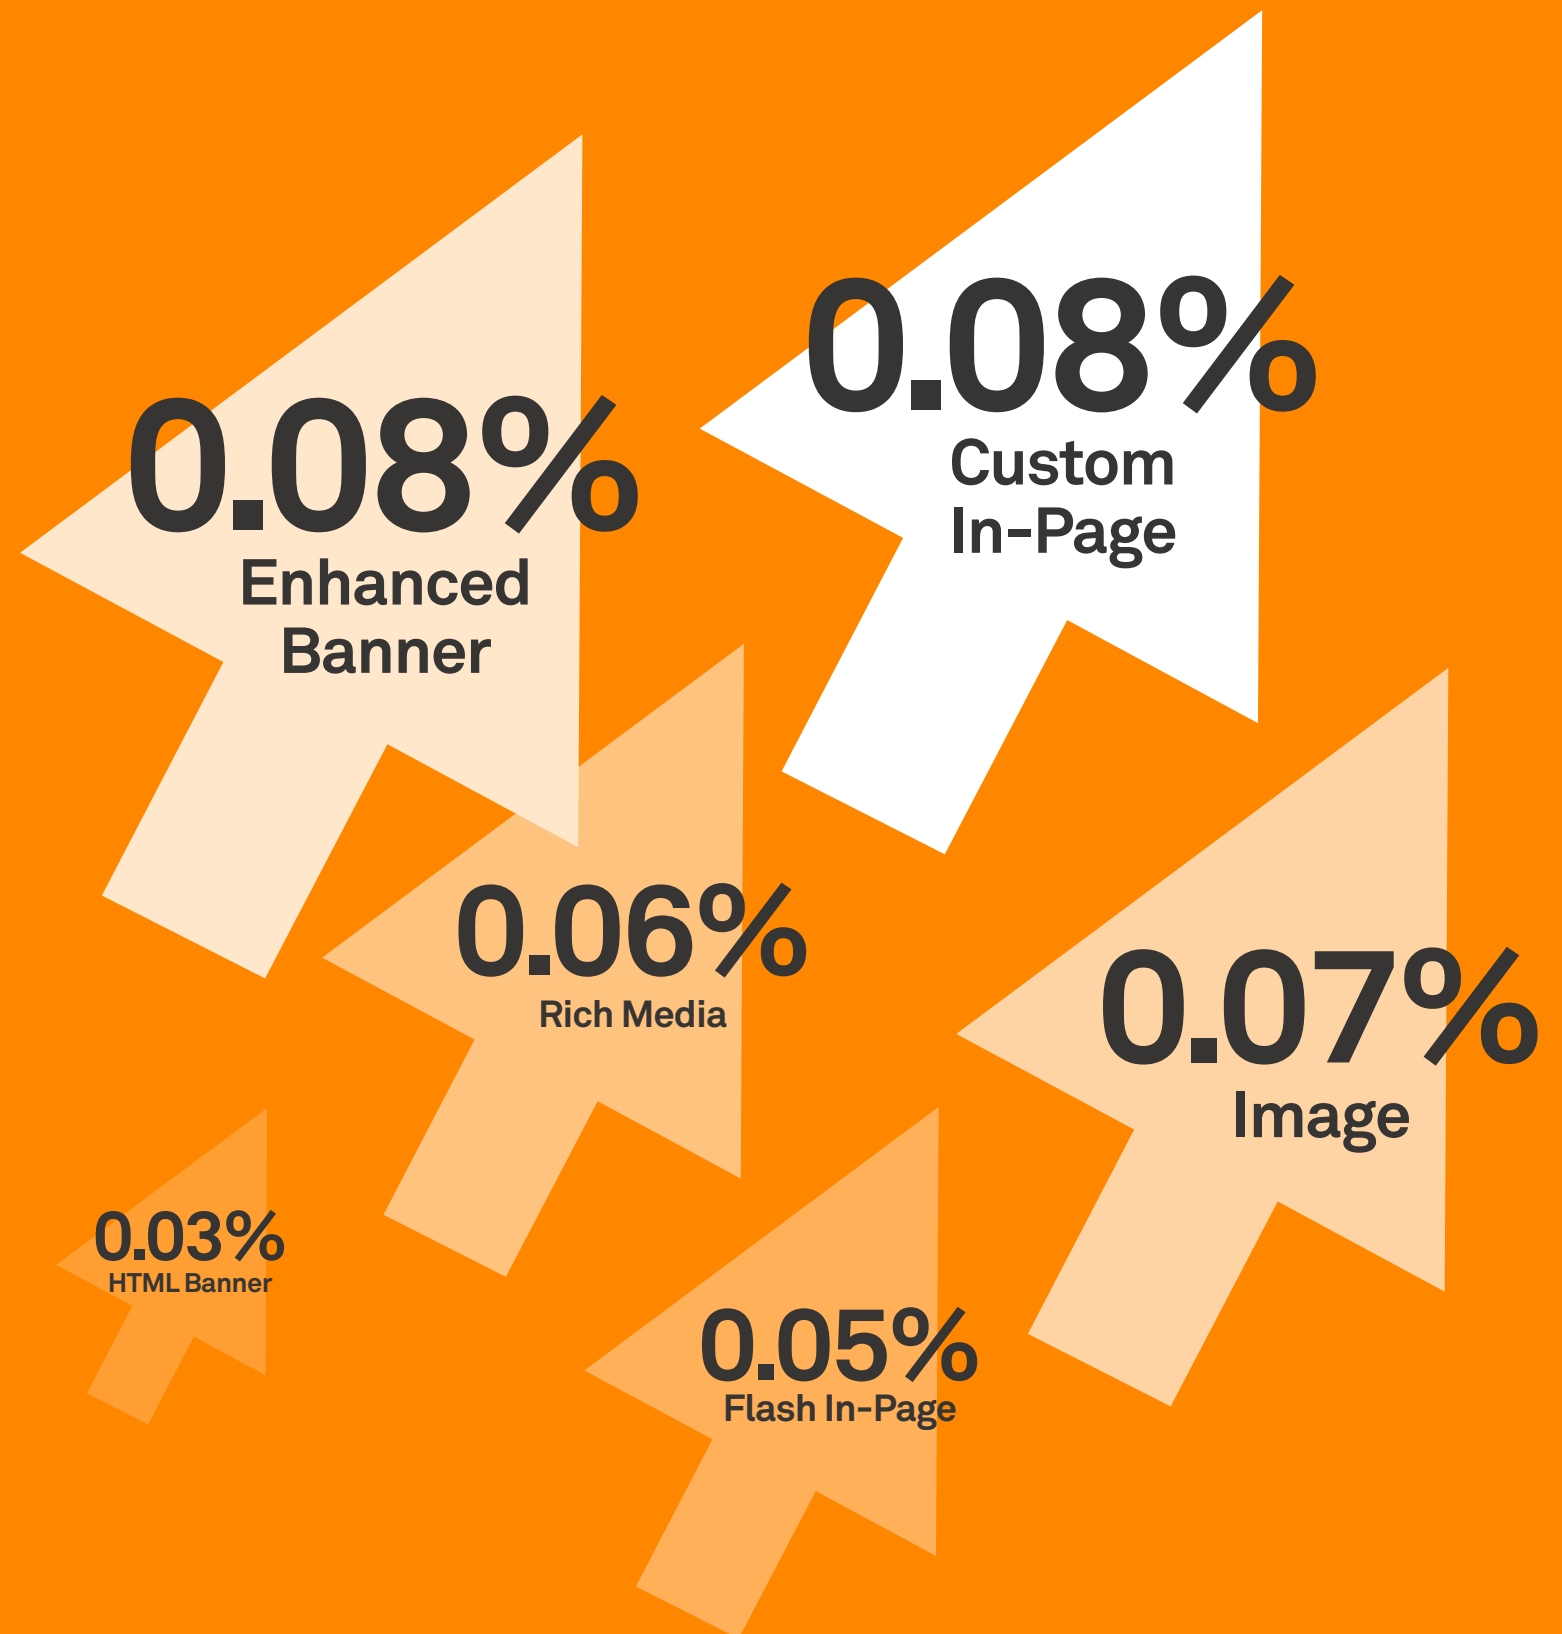 0.08%
Custom
In-Page
0.08%
Enhanced
Banner
0.06%
Rich Media
0.07%
Image
0.03%
HTML Banner
0.05%
Flash In-Page